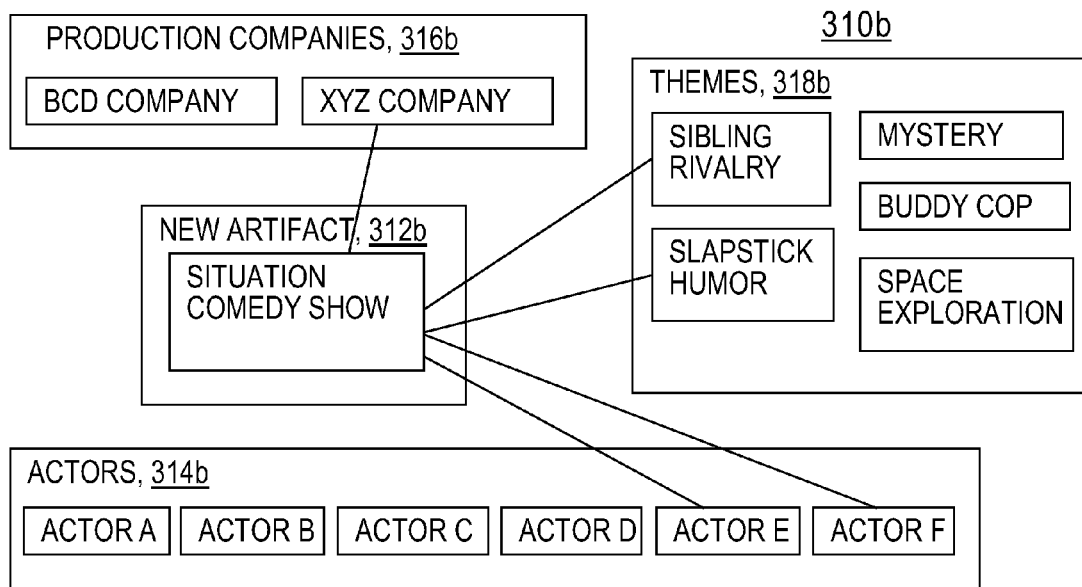 PRODUCTION COMPANIES, 316b
BCD COMPANY
XYZ COMPANY
310b
THEMES, 318b
SIBLING
RIVALRY
MYSTERY
BUDDY COP
SLAPSTICK
HUMOR
SPACE
EXPLORATION
NEW ARTIFACT, 312b
SITUATION
COMEDY SHOW
ACTORS, 314b
ACTOR A
ACTOR B
ACTOR C
ACTOR D
ACTOR E
ACTOR F